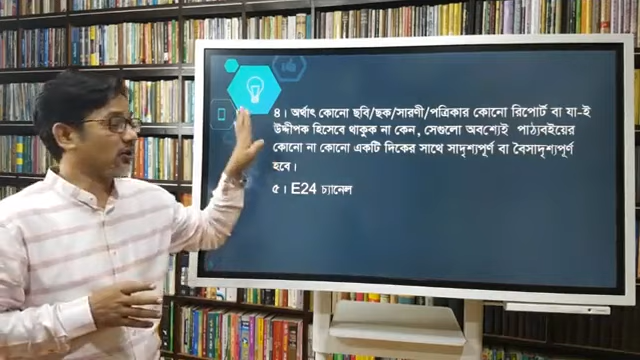 ৪। অর্থাৎ কোনো ছবি/ছক/সারণী/পত্রিকার কোনো রিপোর্ট বা যা-ই
উদ্দীপক হিসেবে থাকুক না কেন, সেগুলো অবশ্যেই পাঠ্যবইয়ের
কোনো না কোনো একটি দিকের সাথে সাদৃশ্যপূর্ণ বা বৈসাদৃশ্যপূর্ণ
হবে।
৫। E24 চ্যানেল